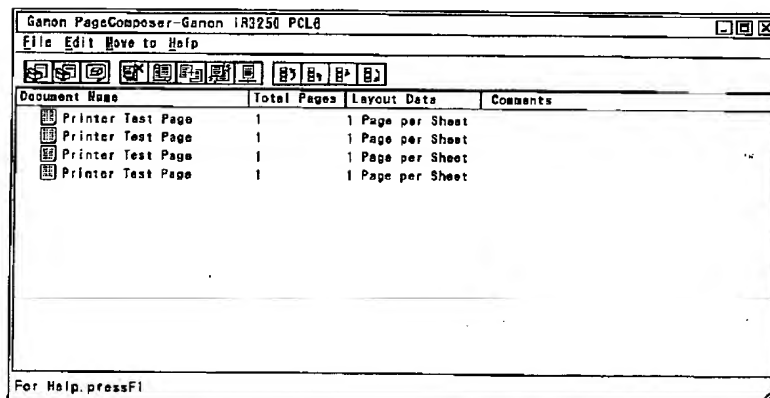 Ganon PageComposer-Ganon iR3250 PCL6
File Edit Move to Help
Document Name Total Pages Layout Data Comments
Printer Test Page 1 1 Page per Sheet
Printer Test Page 1 1 Page per Sheet
Printer Test Page 1 1 Page per Sheet
Printer Test Page 1 1 Page per Sheet
For Help.pressF1